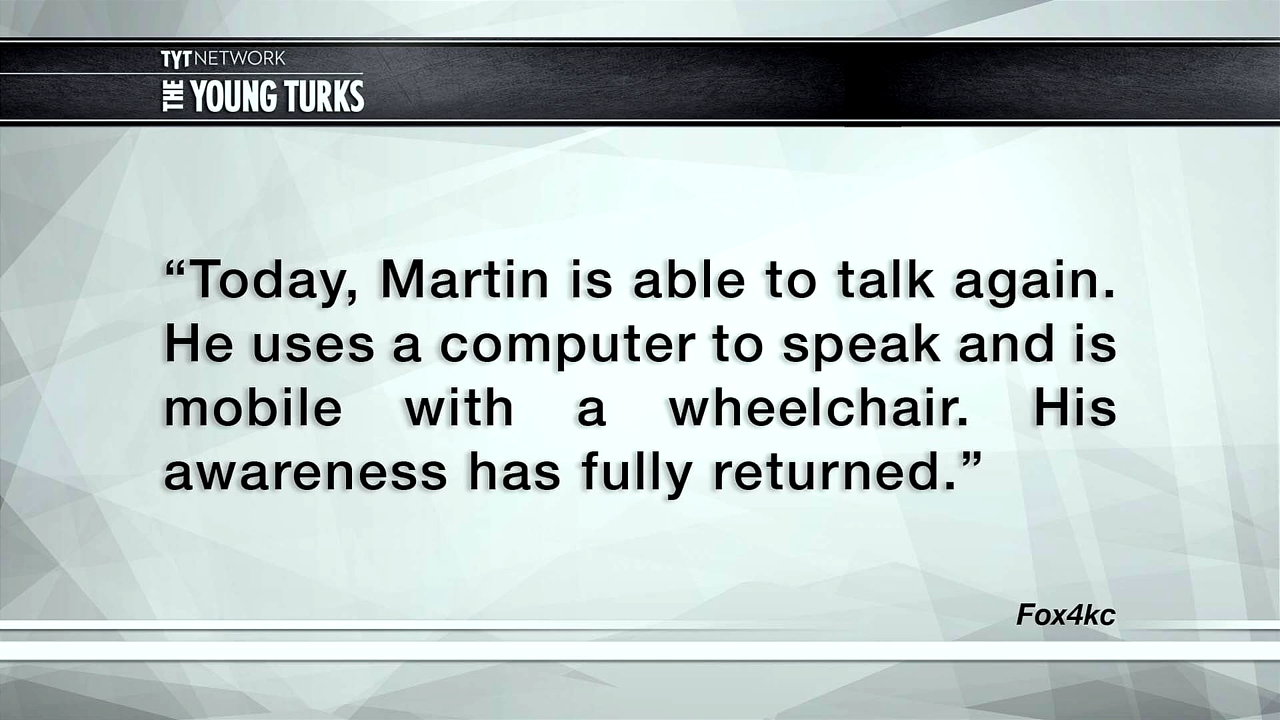 TYT NETWORK
THE YOUNG TURKS
“Today, Martin is able to talk again.
He uses a computer to speak and is
mobile with a wheelchair. His
awareness has fully returned.”
Fox4kc